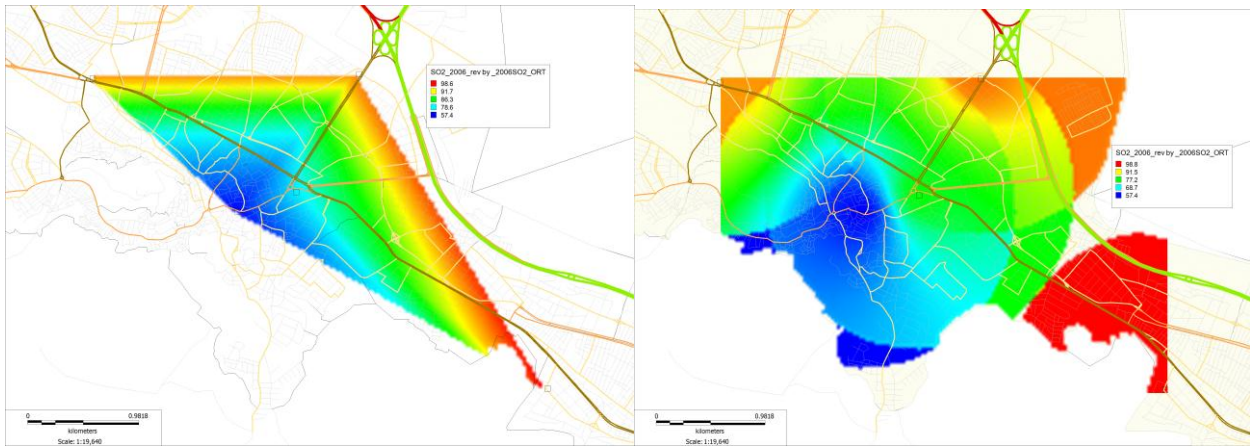 SO2_2006_rev by _2006SO2_ORT
98.6
91.7
86.3
78.6
57.4
0 0.9818
kilometers
Scale: 1:19,640
SO2_2006_rev by _2006SO2_ORT
98.8
91.5
77.2
68.7
57.4
0 0.9818
kilometers
Scale: 1:19,640